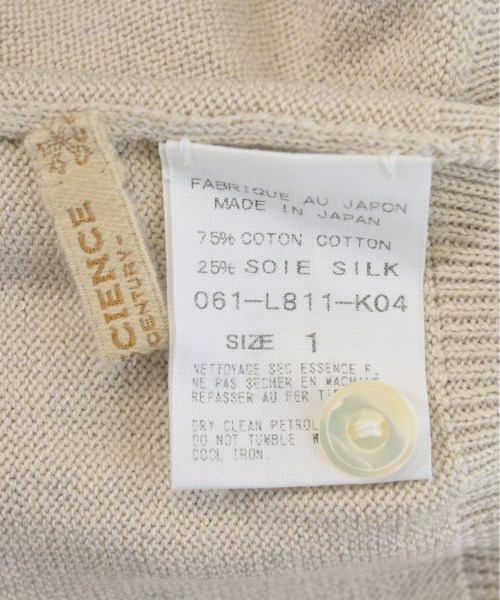 CIENCE
CENTURY-
FABRIQUE AU JAPON
MADE IN JAPAN
75% COTON COTTON
25% SOIE SILK
061-L811-K04
SIZE 1
NETTOYAGE SEC ESSENCE F.
NE PAS SECHER EN MACHINE
REPASSER AU FER
DRY CLEAN PETROL
DO NOT TUMBLE
COOL IRON.